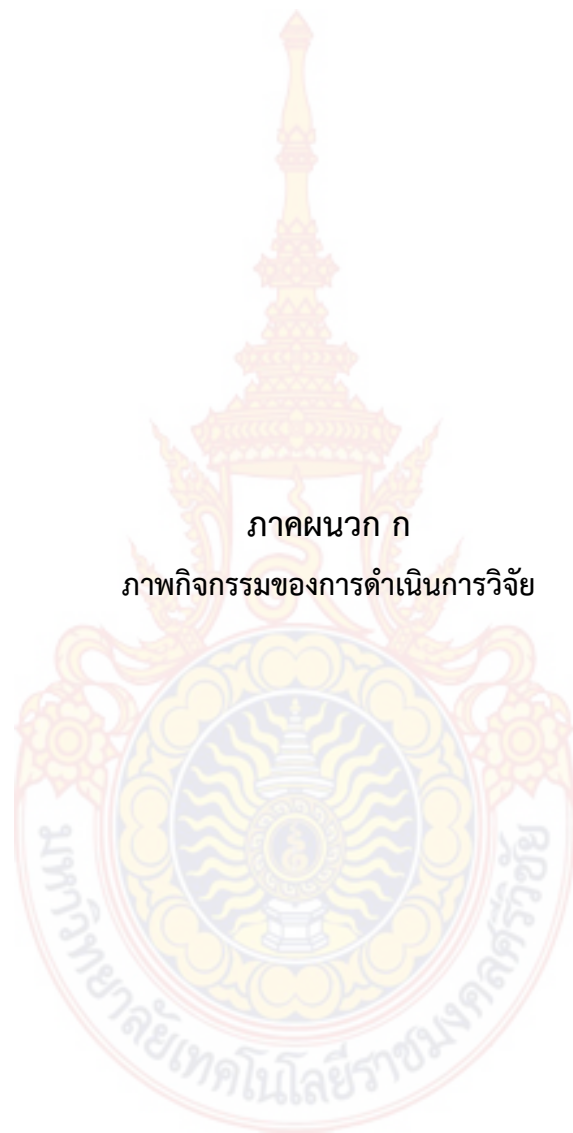 ภาคผนวก ก
ภาพกิจกรรมของการดำเนินการวิจัย
มหาวิทยาลัยเทคโนโลยีราชมงคลศรีวิชัย